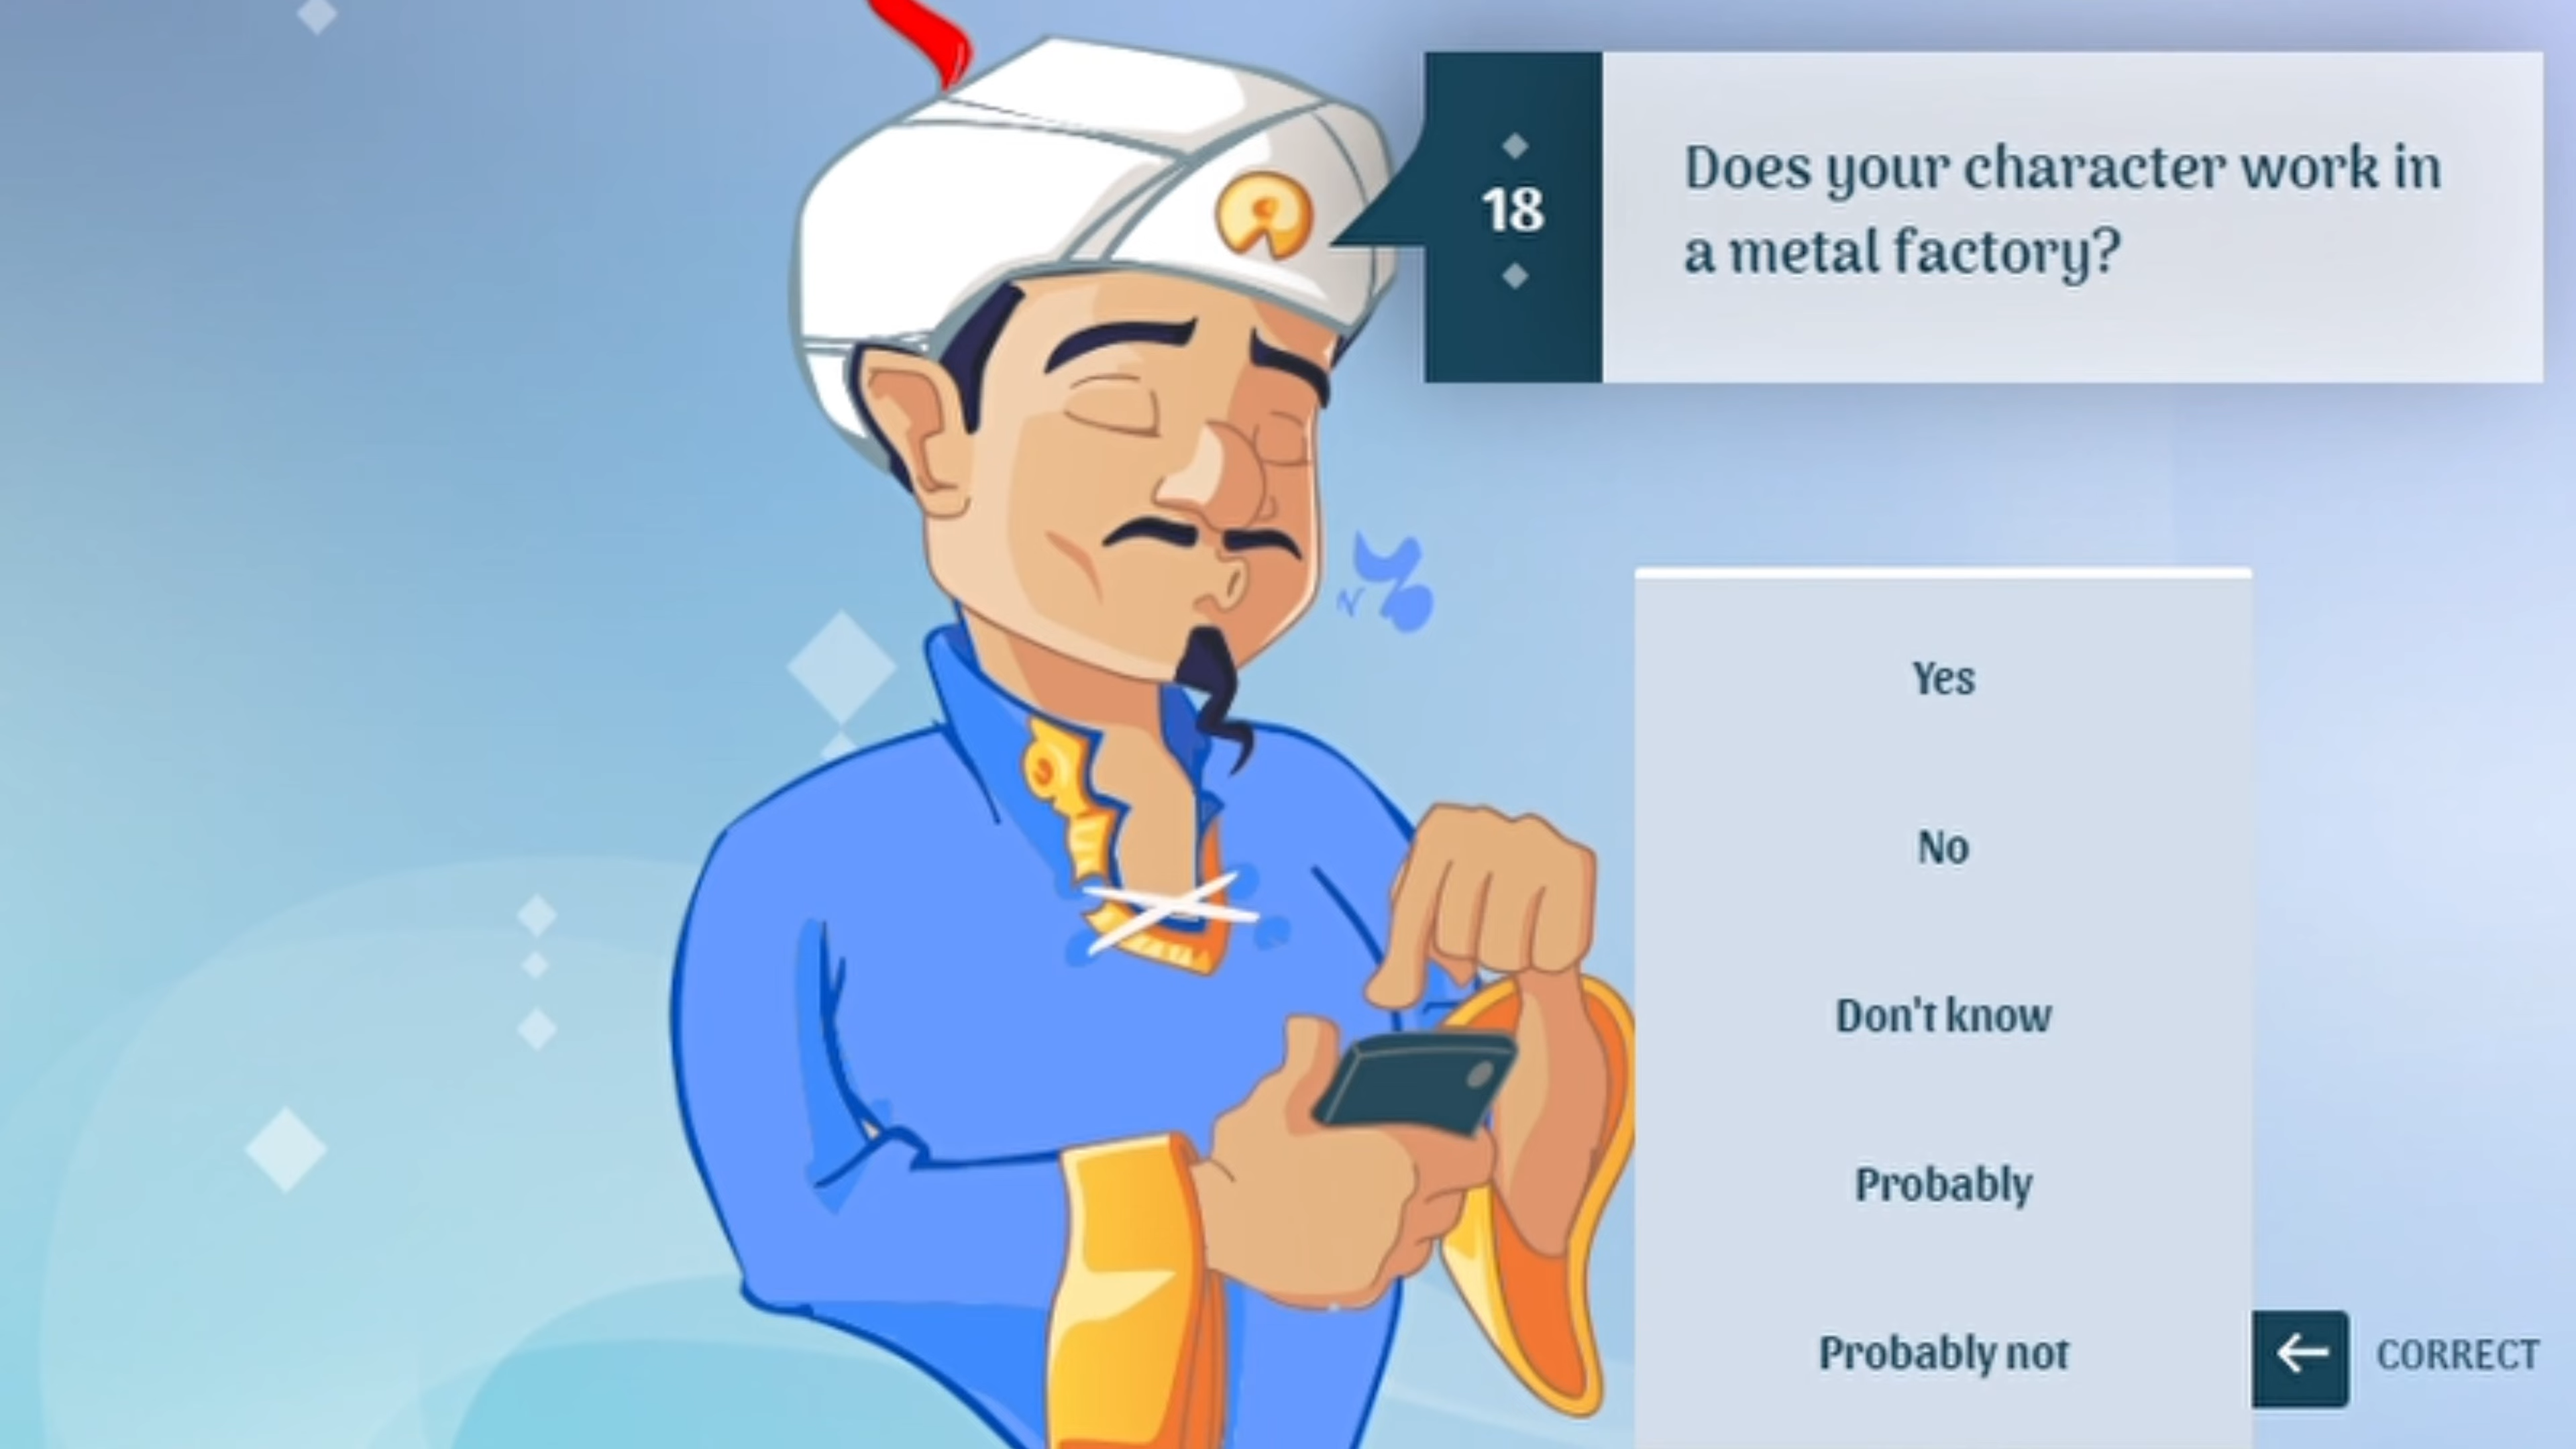 18
Does your character work in
a metal factory?
Yes
No
Don't know
Probably
Probably not
CORRECT